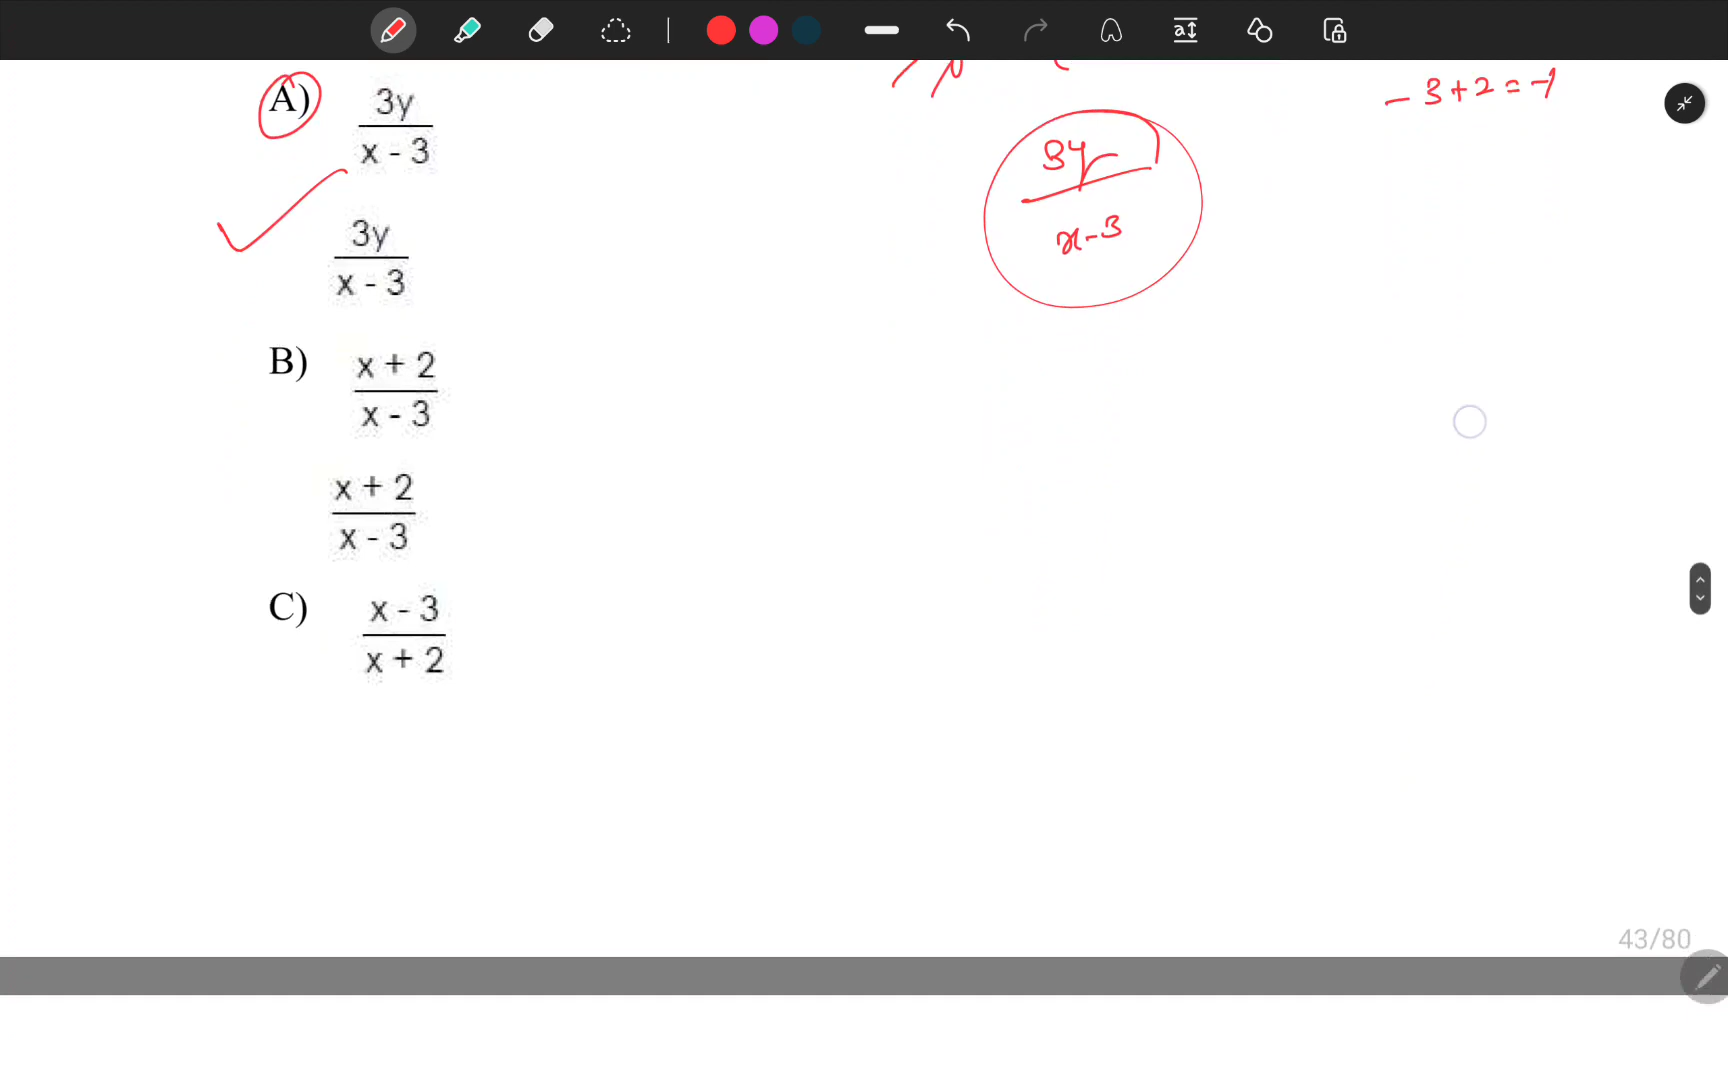 - 3 + 2 = -1
A) 3y
x - 3
3y
x - 3
3y
x - 3
B) x + 2
x - 3
x + 2
x - 3
C) x - 3
x + 2
43/80